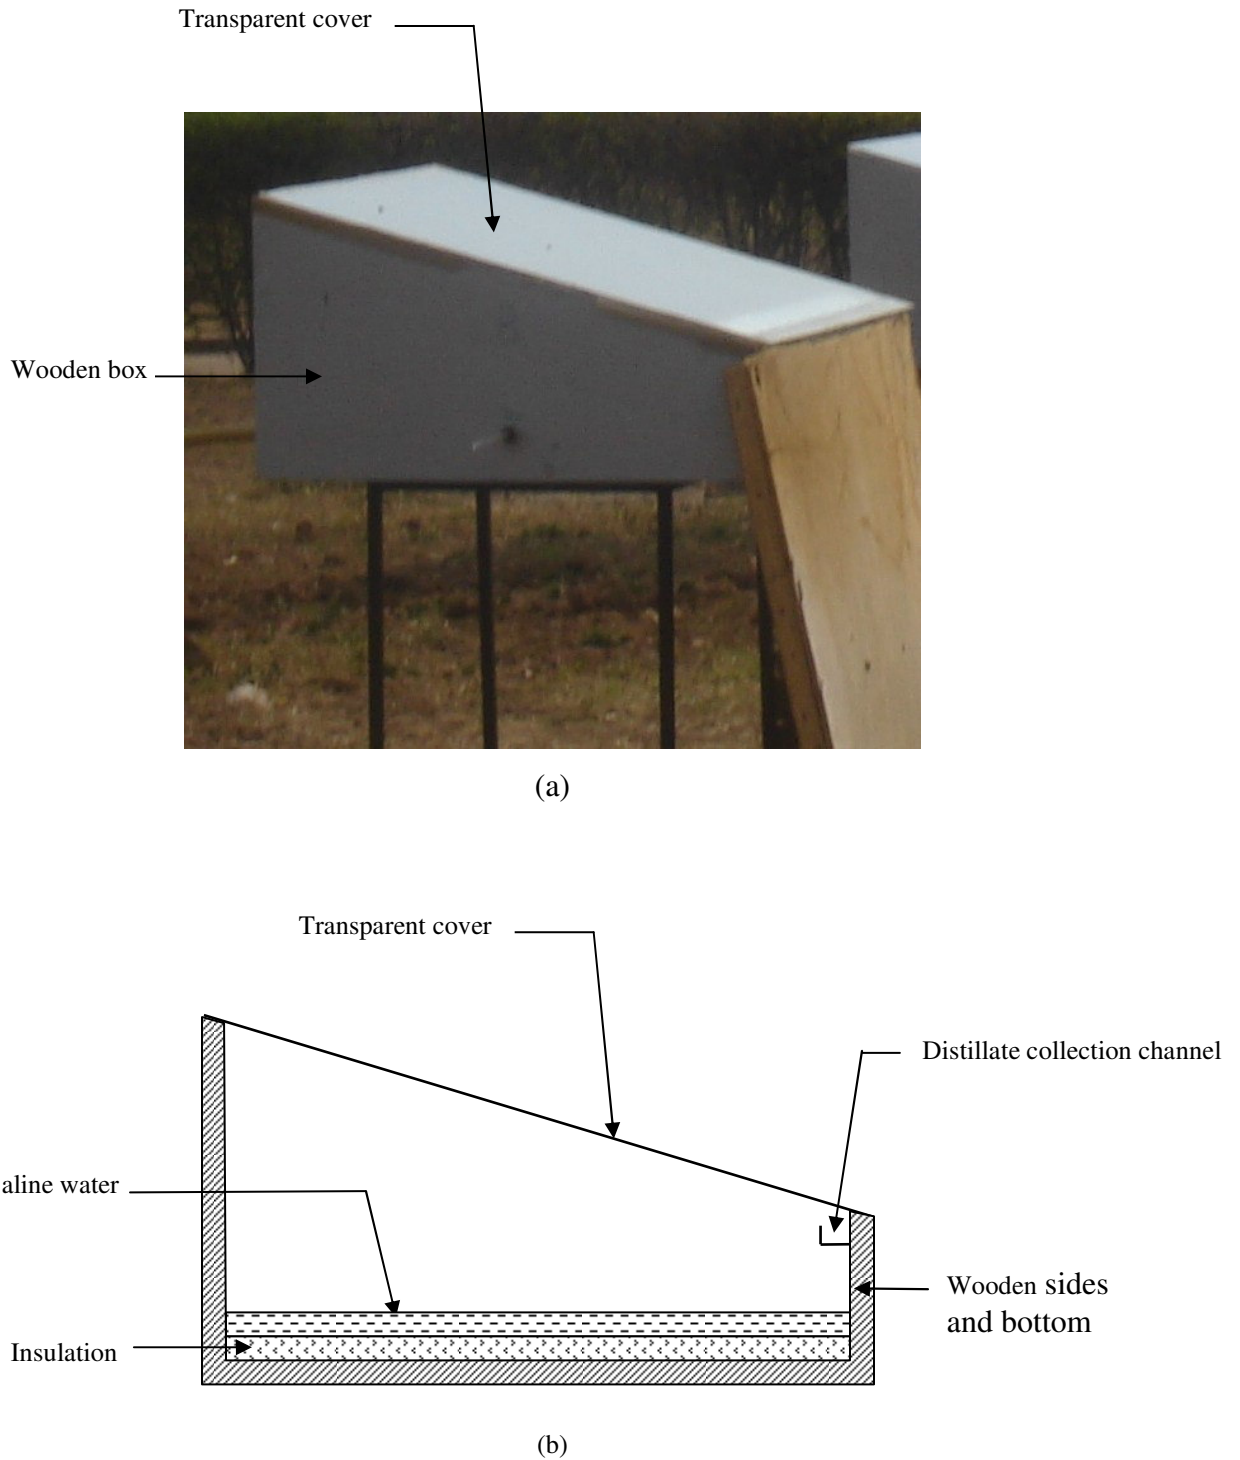 Transparent cover
Wooden box
(a)
Transparent cover
Distillate collection channel
aline water
Wooden sides
and bottom
Insulation
(b)